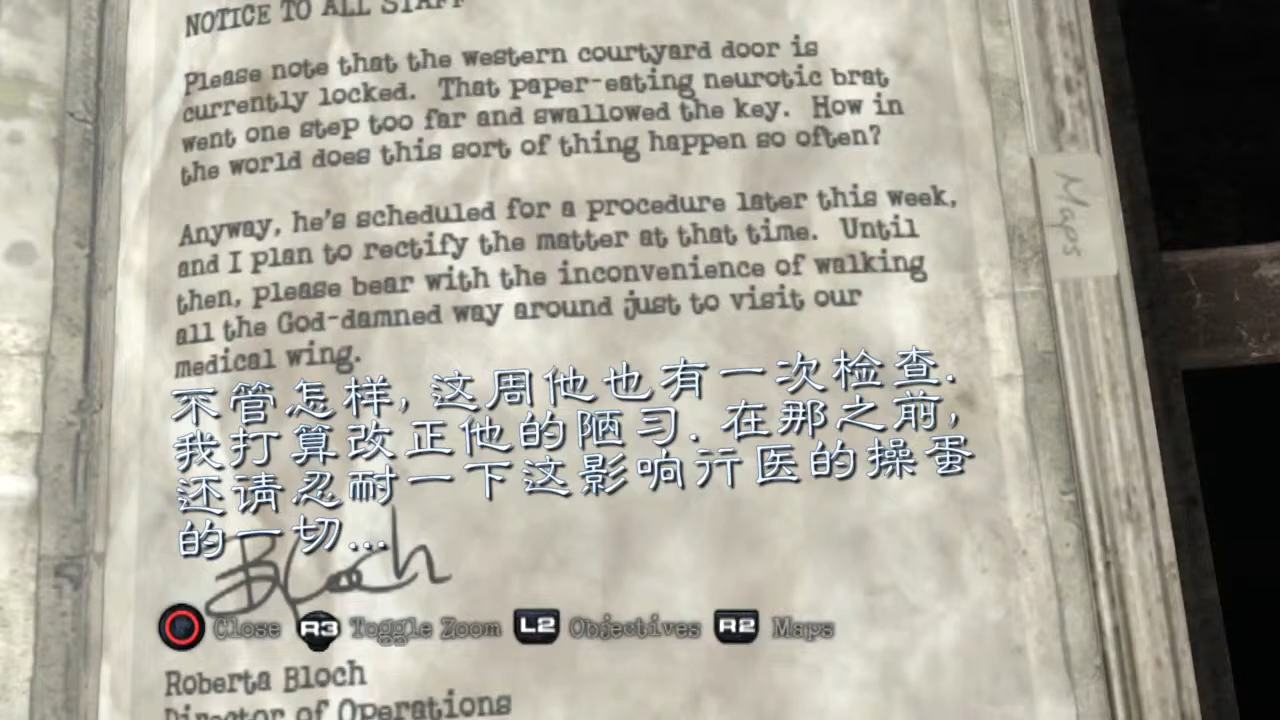 NOTICE TO ALL STAFF
Please note that the western courtyard door is
currently locked. That paper-eating neurotic brat
went one step too far and swallowed the key. How in
the world does this sort of thing happen so often?
Anyway, he's scheduled for a procedure later this week,
and I plan to rectify the matter at that time. Until
then, please bear with the inconvenience of walking
all the God-damned way around just to visit our
medical wing.
不管怎样, 这周他也有一次检查.
我打算改正他的陋习. 在那之前,
还请忍耐一下这影响行医的操蛋
的一切...
Bloch
Close R3 Toggle Zoom L2 Objectives R2 Maps
Roberta Bloch
Director of Operations
Maps